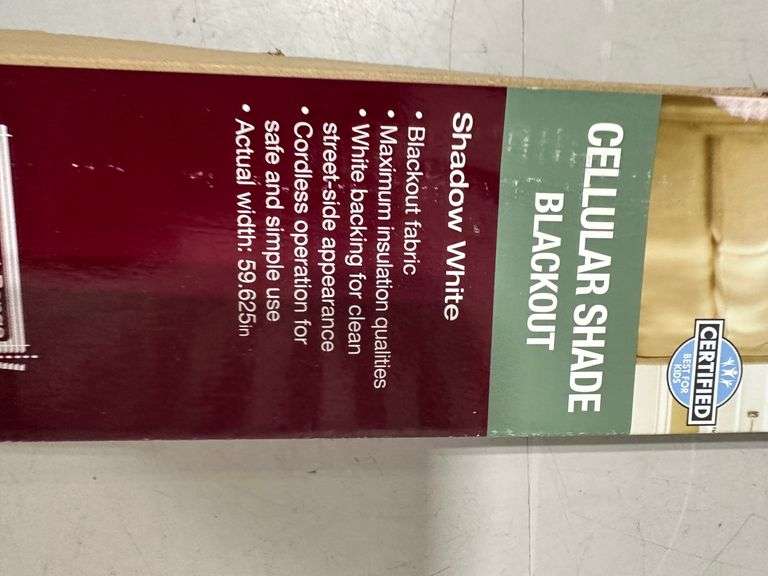 CERTIFIED
BEST FOR
KIDS
CELLULAR SHADE
BLACKOUT
Shadow White
• Blackout fabric
• Maximum insulation qualities
• White backing for clean
street-side appearance
• Cordless operation for
safe and simple use
• Actual width: 59.625in